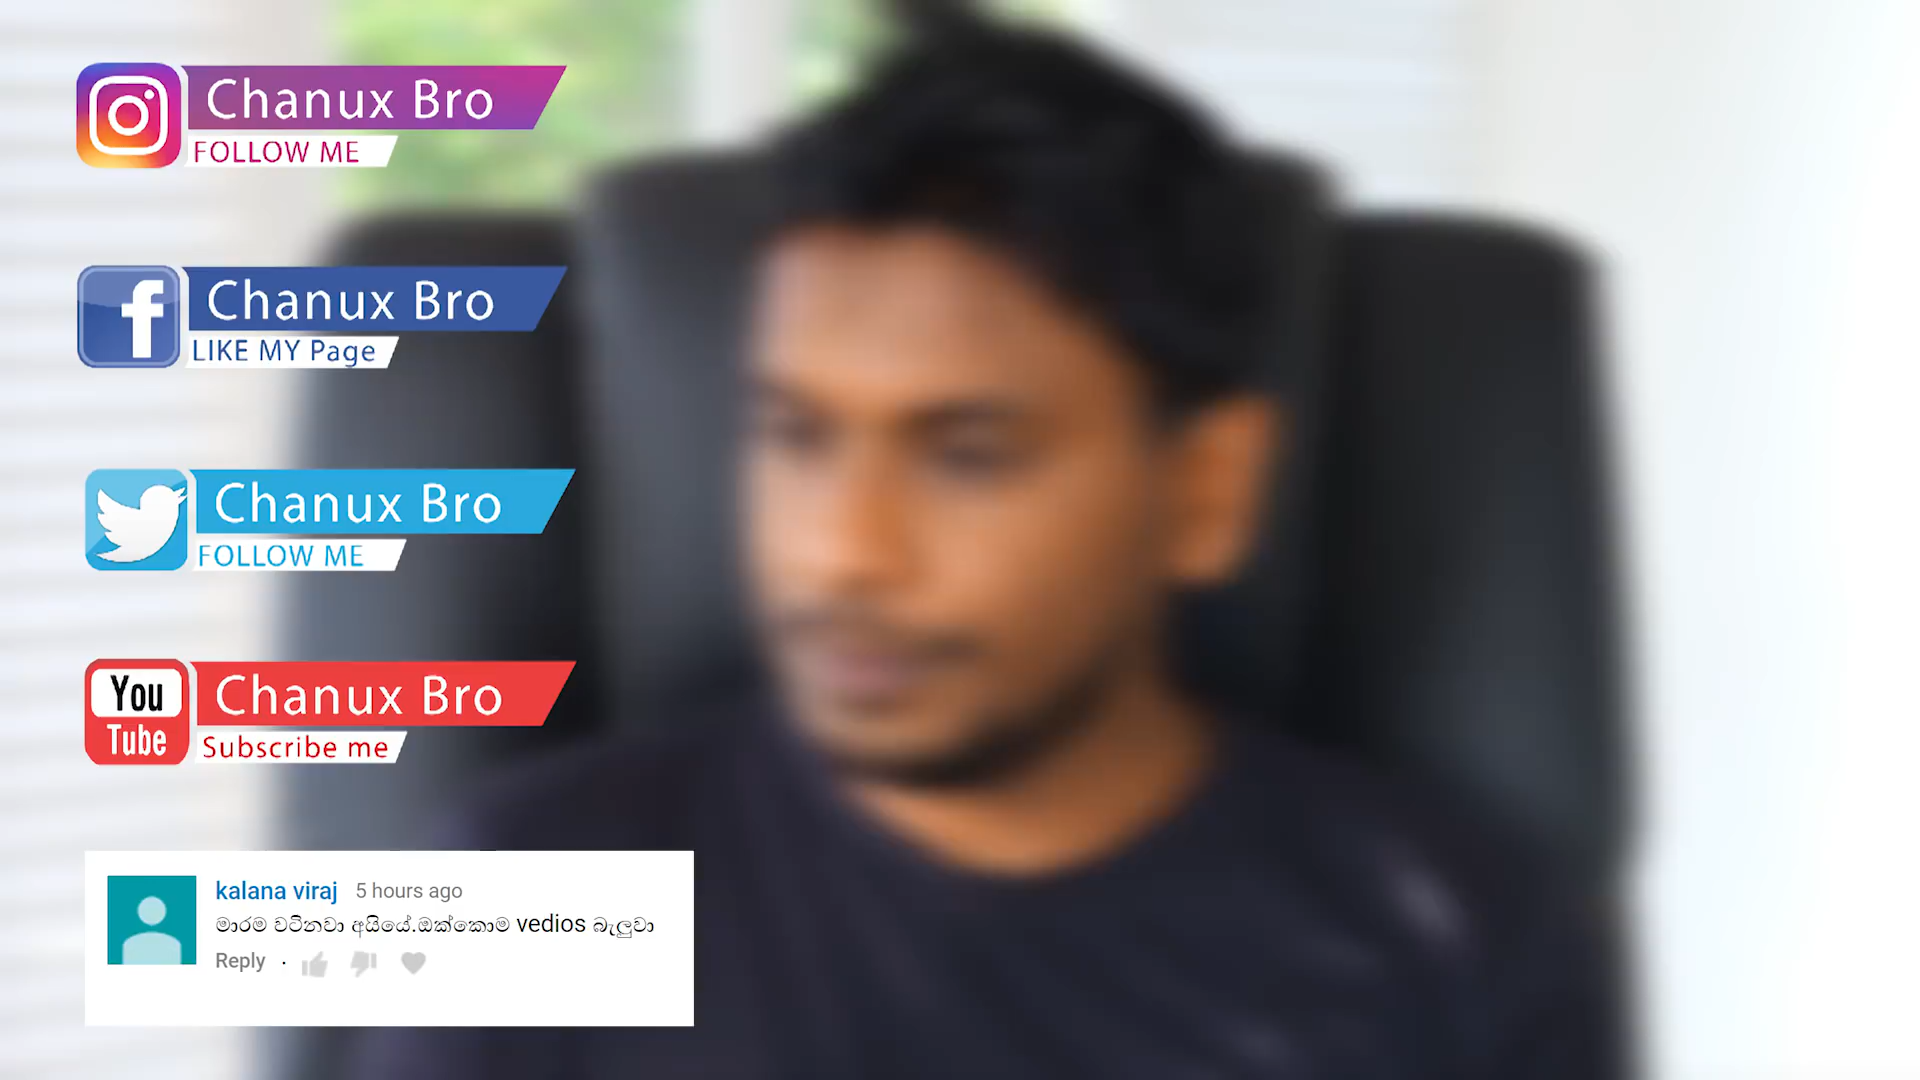 Chanux Bro
FOLLOW ME
Chanux Bro
LIKE MY Page
Chanux Bro
FOLLOW ME
You
Tube
Chanux Bro
Subscribe me
kalana viraj 5 hours ago
මාරම වටිනවා අයියේ.ඔක්කොම vedios බැලුවා
Reply